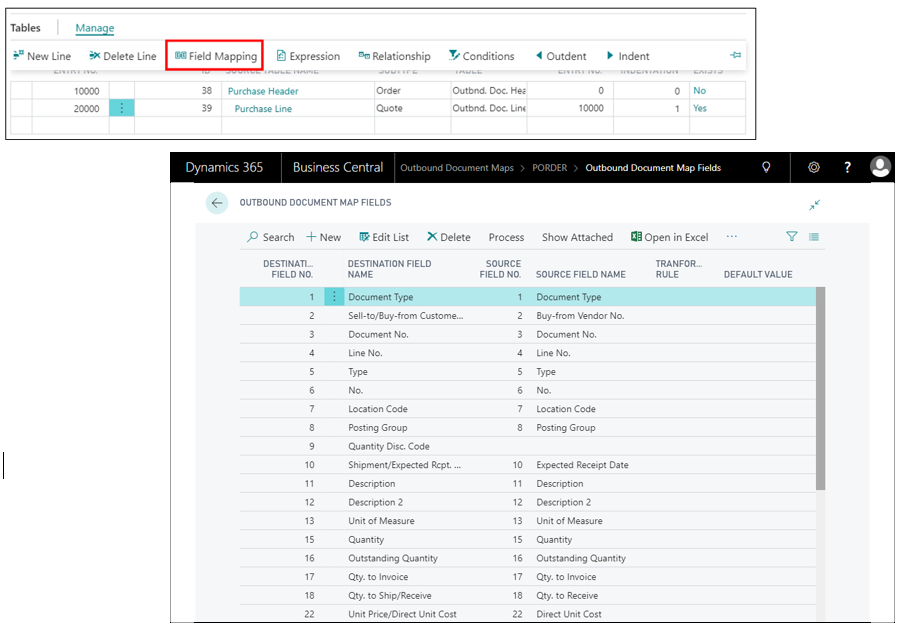 Tables Manage
New Line Delete Line Field Mapping Expression Relationship Conditions Outdent Indent
ENTRY NO. ID SOURCE TABLE NAME SUBTYPE TABLE ENTRY NO. INDENTATION EXISTS
10000 38 Purchase Header Order Outbnd. Doc. Hea 0 0 No
20000 39 Purchase Line Quote Outbnd. Doc. Line 10000 1 Yes
Dynamics 365 Business Central Outbound Document Maps > PORDER > Outbound Document Map Fields ?
OUTBOUND DOCUMENT MAP FIELDS
Search + New Edit List Delete Process Show Attached Open in Excel ...
DESTINATI... DESTINATION FIELD SOURCE TRANFOR...
FIELD NO. NAME FIELD NO. SOURCE FIELD NAME RULE DEFAULT VALUE
1 Document Type 1 Document Type
2 Sell-to/Buy-from Custome... 2 Buy-from Vendor No.
3 Document No. 3 Document No.
4 Line No. 4 Line No.
5 Type 5 Type
6 No. 6 No.
7 Location Code 7 Location Code
8 Posting Group 8 Posting Group
9 Quantity Disc. Code
10 Shipment/Expected Rcpt. ... 10 Expected Receipt Date
11 Description 11 Description
12 Description 2 12 Description 2
13 Unit of Measure 13 Unit of Measure
15 Quantity 15 Quantity
16 Outstanding Quantity 16 Outstanding Quantity
17 Qty. to Invoice 17 Qty. to Invoice
18 Qty. to Ship/Receive 18 Qty. to Receive
22 Unit Price/Direct Unit Cost 22 Direct Unit Cost